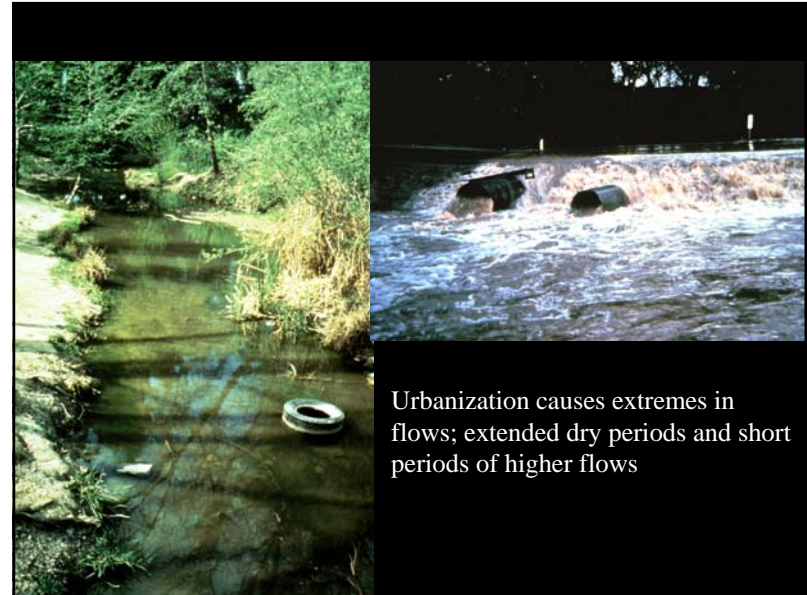 Urbanization causes extremes in
flows; extended dry periods and short
periods of higher flows